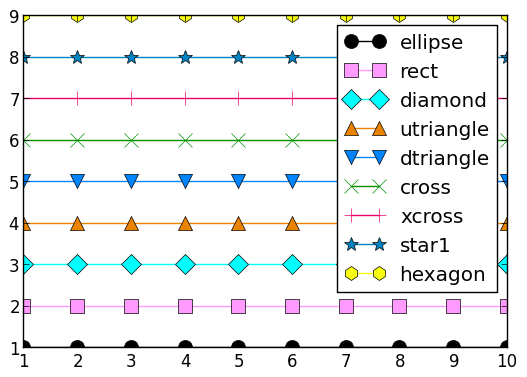 9
8
7
6
5
4
3
2
1
1 2 3 4 5 6 7 8 9 10
ellipse
rect
diamond
utriangle
dtriangle
cross
xcross
star1
hexagon